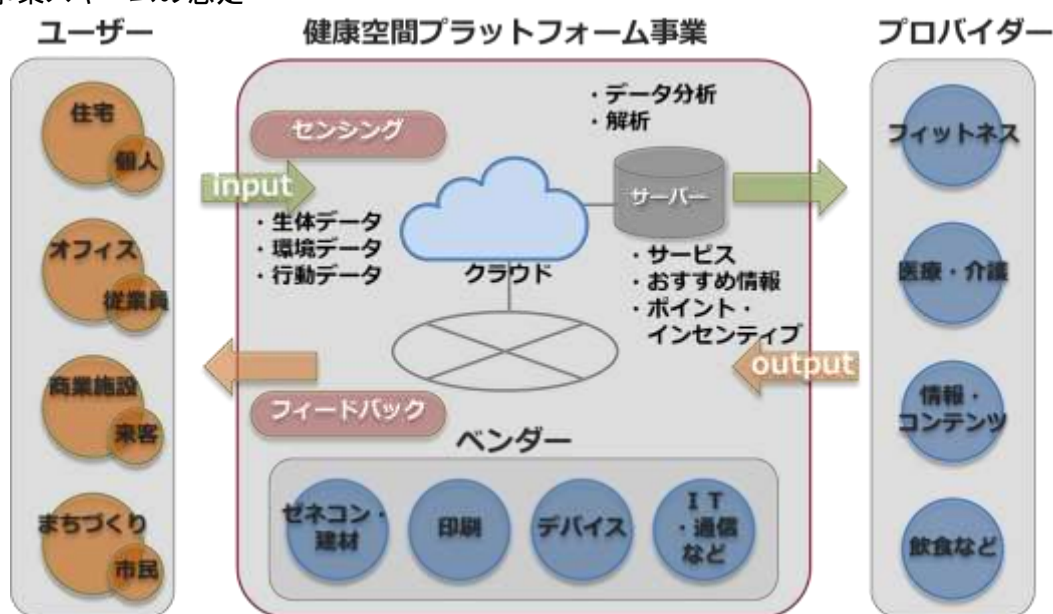 ユーザー
健康空間プラットフォーム事業
プロバイダー
住宅
個人
オフィス
従業員
商業施設
来客
まちづくり
市民
センシング
input
・生体データ
・環境データ
・行動データ
・データ分析
・解析
サーバー
クラウド
・サービス
・おすすめ情報
・ポイント・
インセンティブ
output
フィードバック
ベンダー
ゼネコン・
建材
印刷
デバイス
IT
・通信
など
フィットネス
医療・介護
情報・
コンテンツ
飲食など